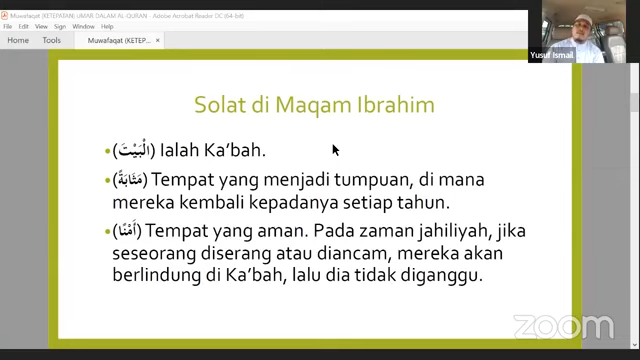 Muwafaqat (KETEPATAN) UMAR DALAM AL-QURAN - Adobe Acrobat Reader DC (64-bit)
File Edit View Sign Window Help
Home Tools Muwafaqat (KETEP... ×
Yusuf Ismail
Solat di Maqam Ibrahim
• (الْبَيْتَ) Ialah Ka’bah.
• (مَثَابَةً) Tempat yang menjadi tumpuan, di mana
mereka kembali kepadanya setiap tahun.
• (أَمْنًا) Tempat yang aman. Pada zaman jahiliyah, jika
seseorang diserang atau diancam, mereka akan
berlindung di Ka’bah, lalu dia tidak diganggu.
zoom